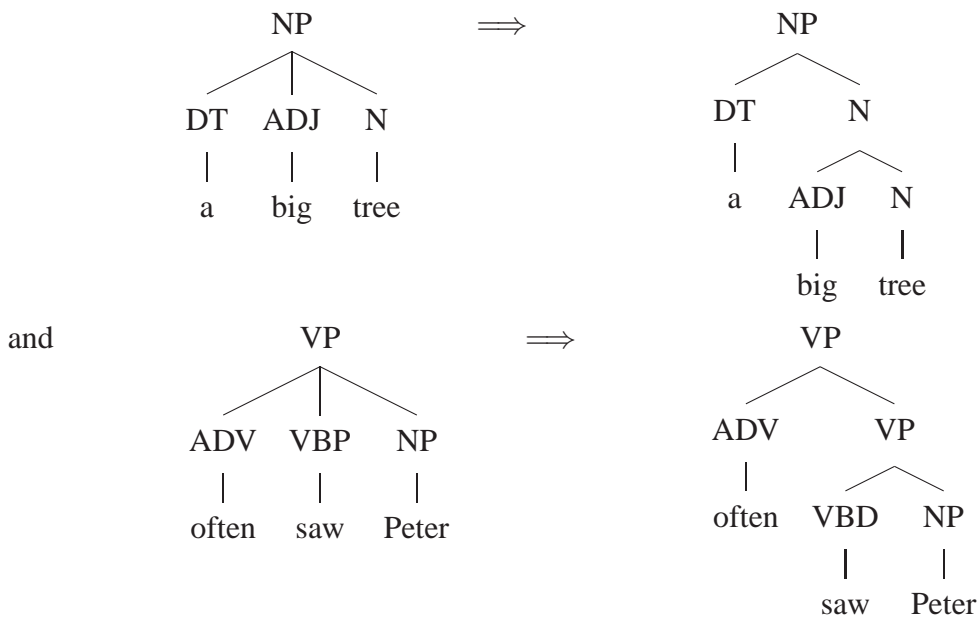 NP ⟹ NP
DT ADJ N DT N
a big tree a ADJ N
big tree
and VP ⟹ VP
ADV VBP NP ADV VP
often saw Peter often VBD NP
saw Peter